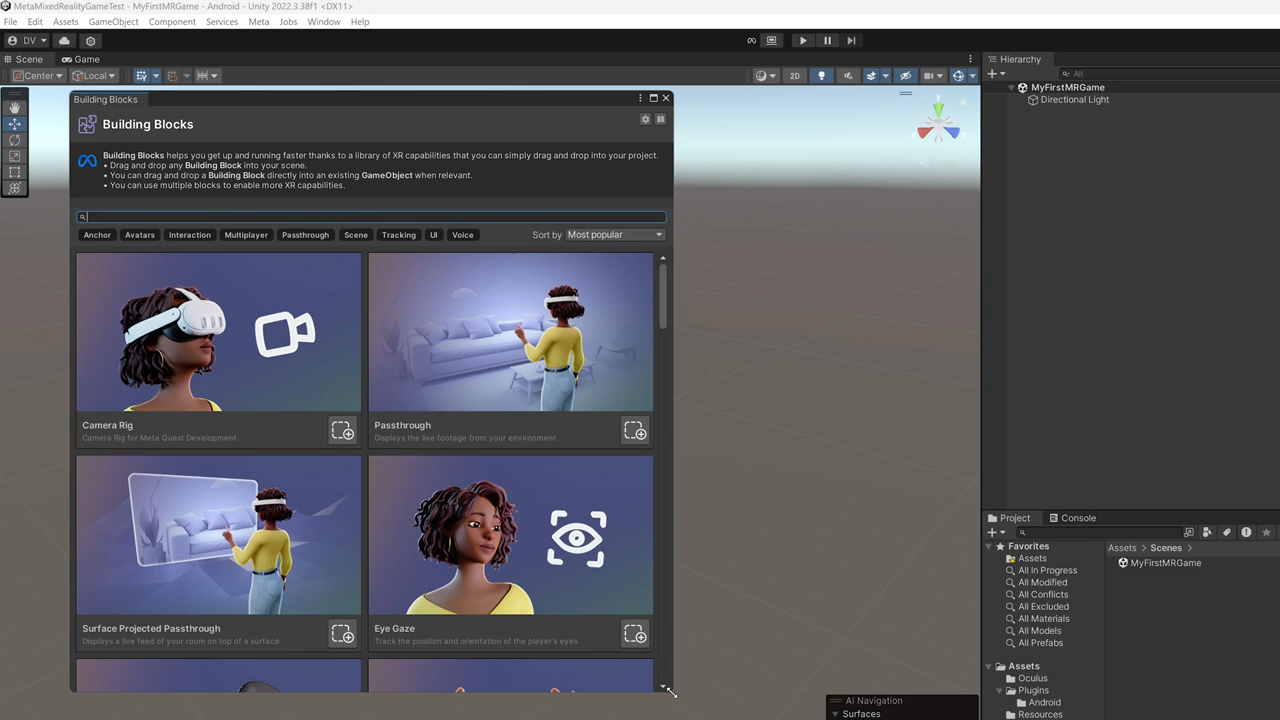 MetaMixedRealityGameTest - MyFirstMRGame - Android - Unity 2022.3.38f1 <DX11>
File Edit Assets GameObject Component Services Meta Jobs Window Help
DV
Scene Game
Center Local 2D
Hierarchy
All
MyFirstMRGame
Directional Light
Building Blocks
Building Blocks
Building Blocks helps you get up and running faster thanks to a library of XR capabilities that you can simply drag and drop into your project.
• Drag and drop any Building Block into your scene.
• You can drag and drop a Building Block directly into an existing GameObject when relevant.
• You can use multiple blocks to enable more XR capabilities.
Anchor Avatars Interaction Multiplayer Passthrough Scene Tracking UI Voice Sort by Most popular
Camera Rig
Camera Rig for Meta Quest Development
Passthrough
Displays the live footage from your environment
Surface Projected Passthrough
Displays a live feed of your room on top of a surface
Eye Gaze
Track the position and orientation of the player's eyes
y
AI Navigation
Surfaces
Project Console
Favorites
Assets
All In Progress
All Modified
All Conflicts
All Excluded
All Materials
All Models
All Prefabs
Assets
Oculus
Plugins
Android
Resources
Assets > Scenes >
MyFirstMRGame